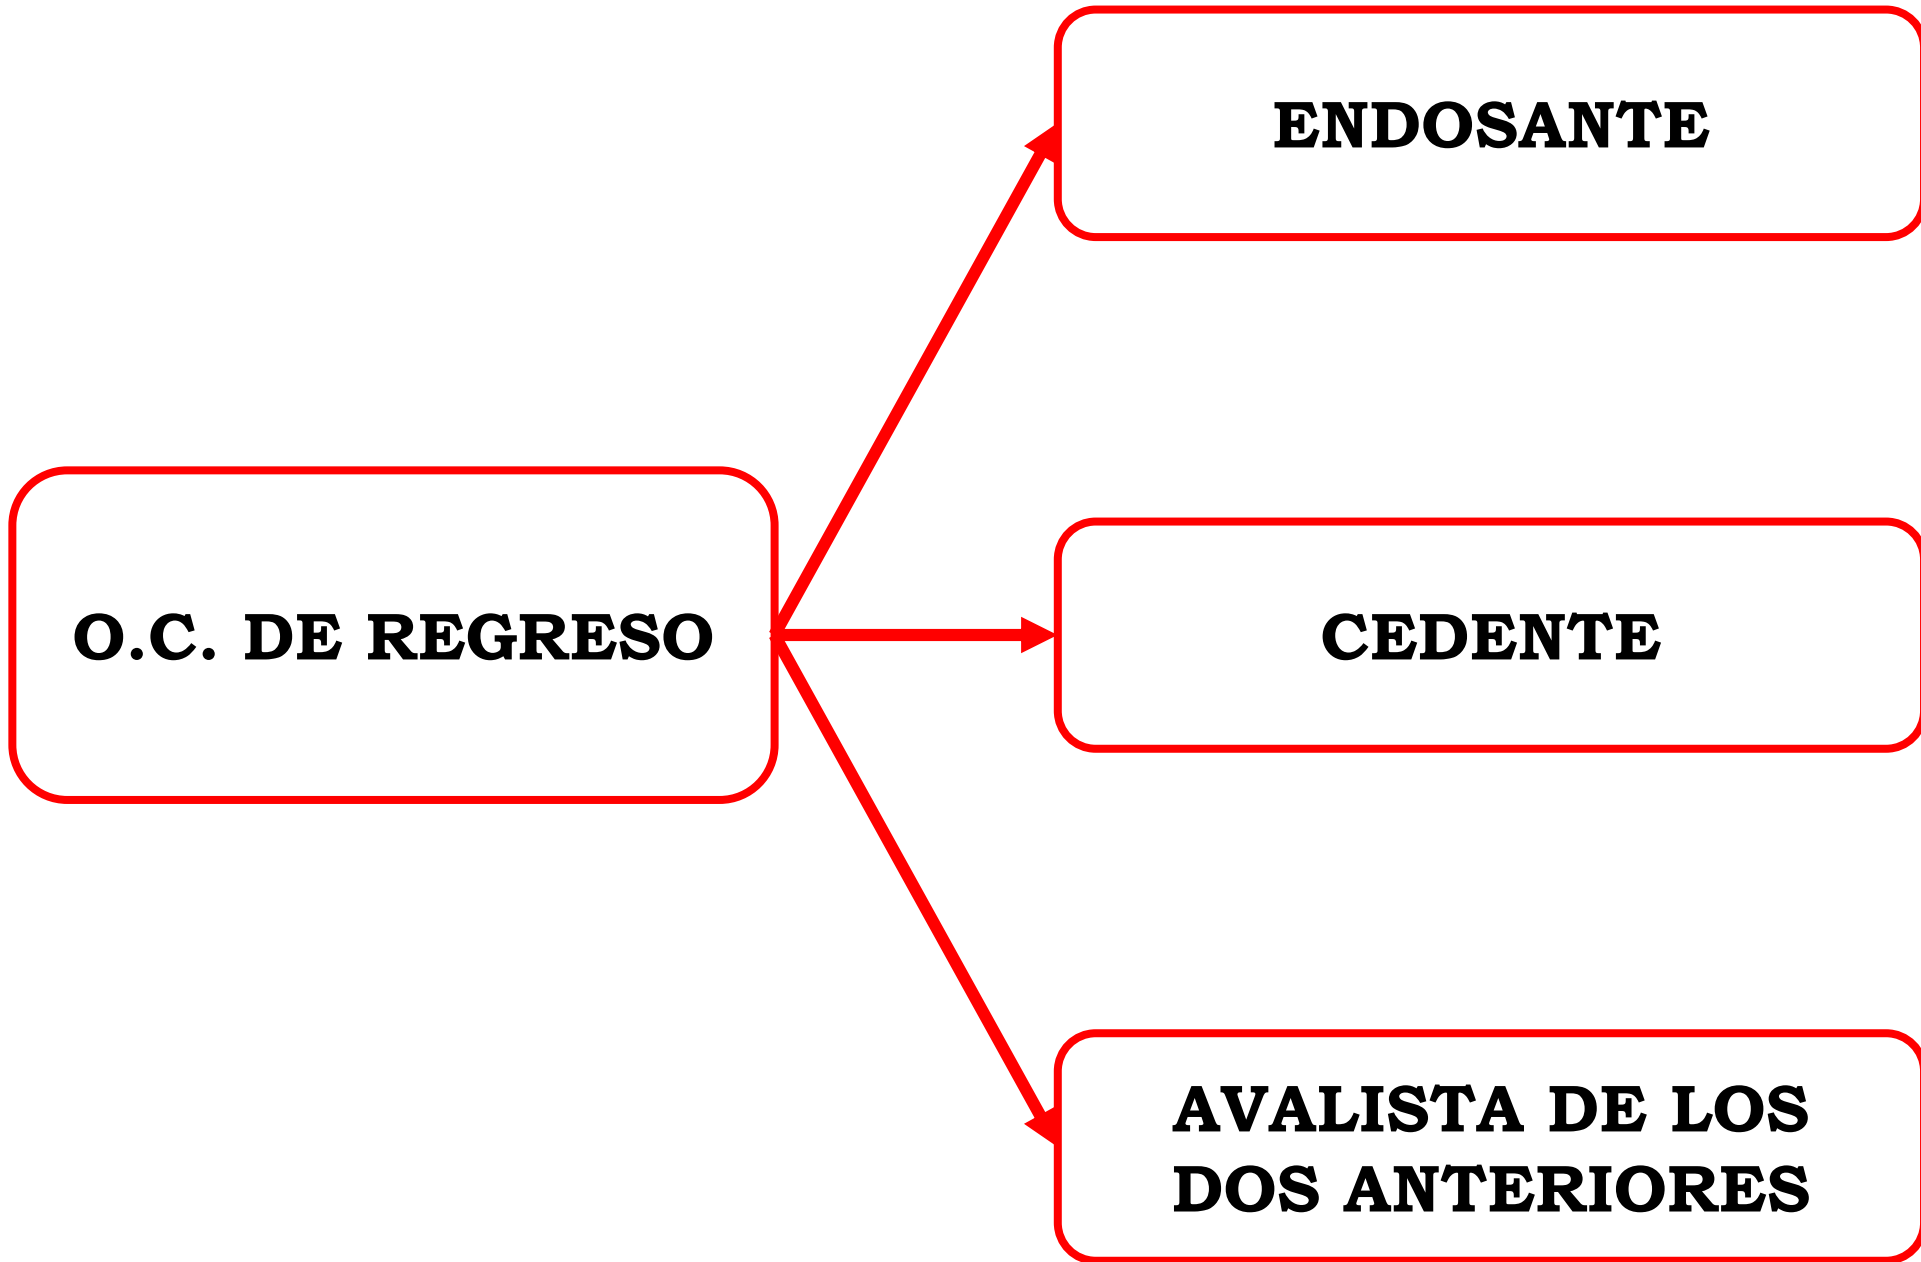 ENDOSANTE
O.C. DE REGRESO
CEDENTE
AVALISTA DE LOS
DOS ANTERIORES